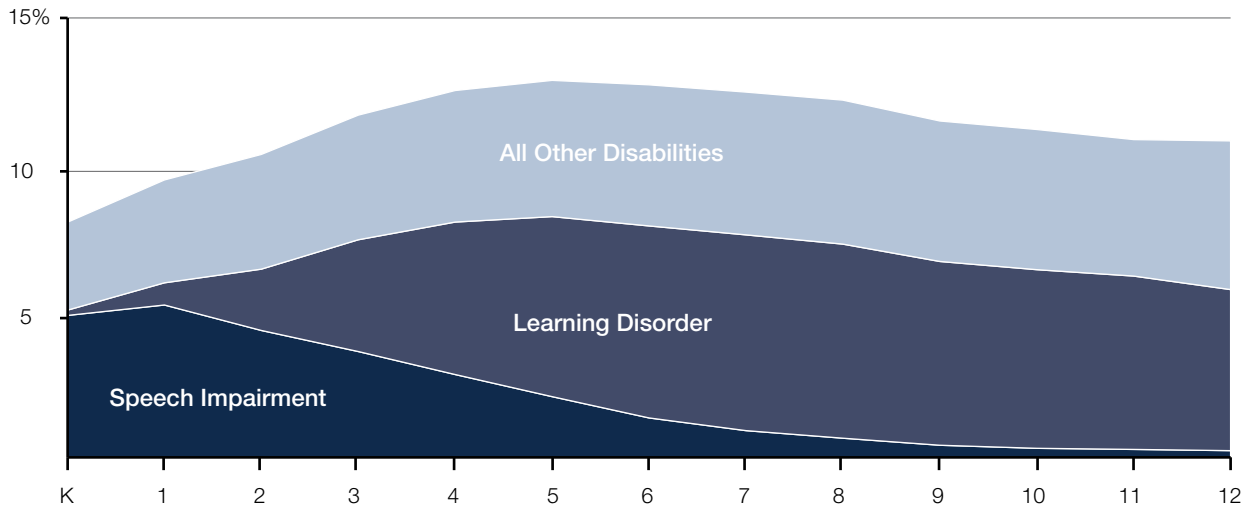 15%
All Other Disabilities
10
5
Learning Disorder
Speech Impairment
K 1 2 3 4 5 6 7 8 9 10 11 12